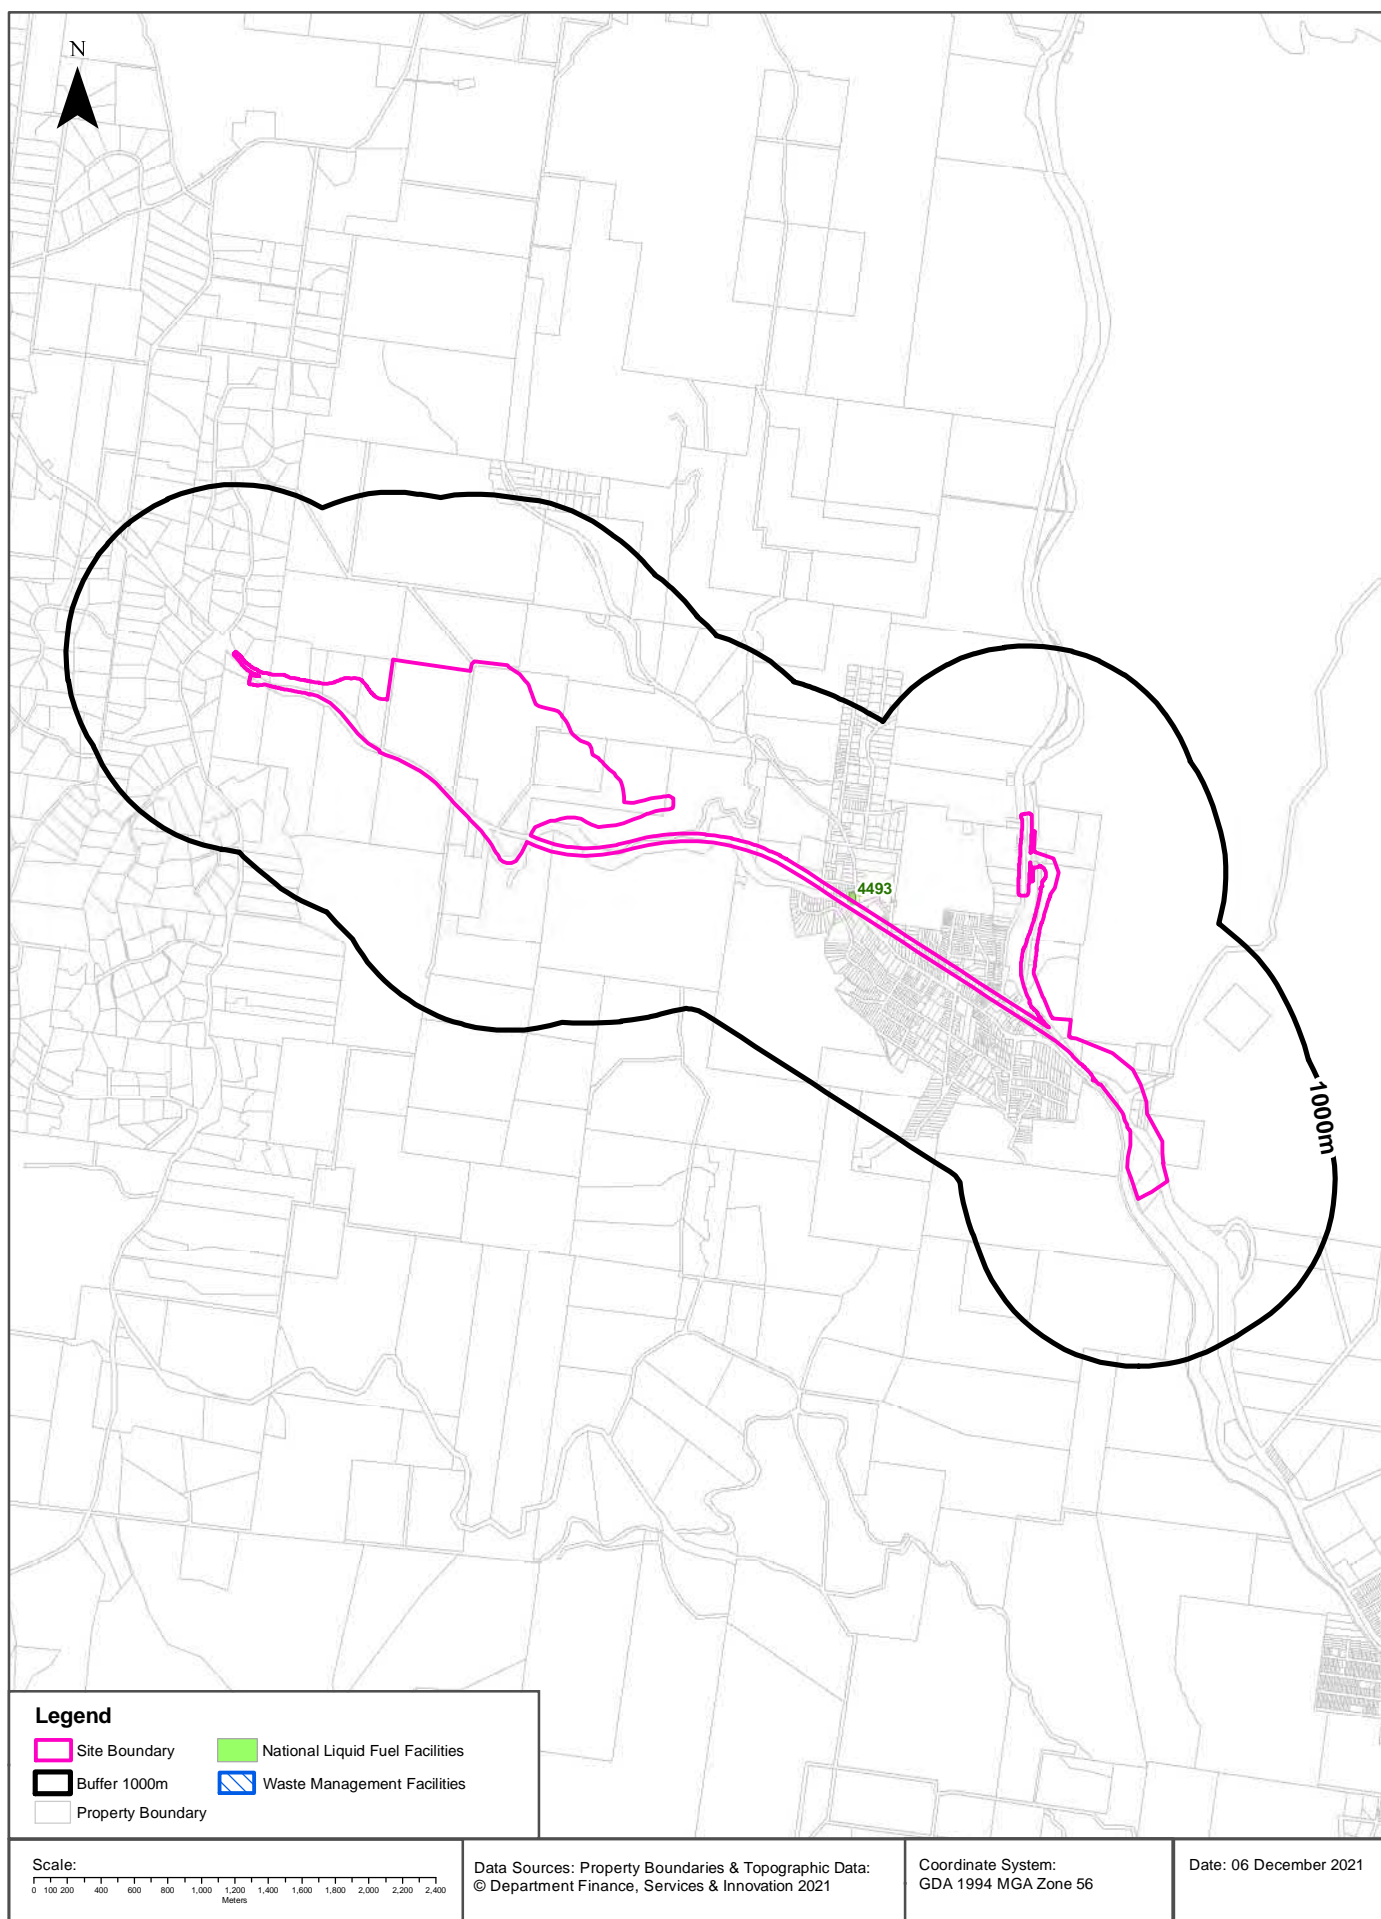 N
4493
1000m
Legend
Site Boundary
National Liquid Fuel Facilities
Buffer 1000m
Waste Management Facilities
Property Boundary
Scale:
0 100 200 400 600 800 1,000 1,200 1,400 1,600 1,800 2,000 2,200 2,400
Meters
Data Sources: Property Boundaries & Topographic Data:
© Department Finance, Services & Innovation 2021
Coordinate System:
GDA 1994 MGA Zone 56
Date: 06 December 2021